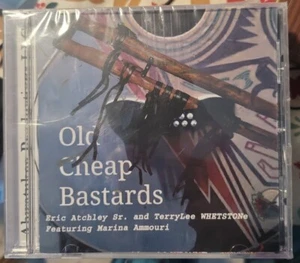 Old
Cheap
Bastards
Eric Atchley Sr. and TerryLee WHETSTONe
Featuring Marina Ammouri